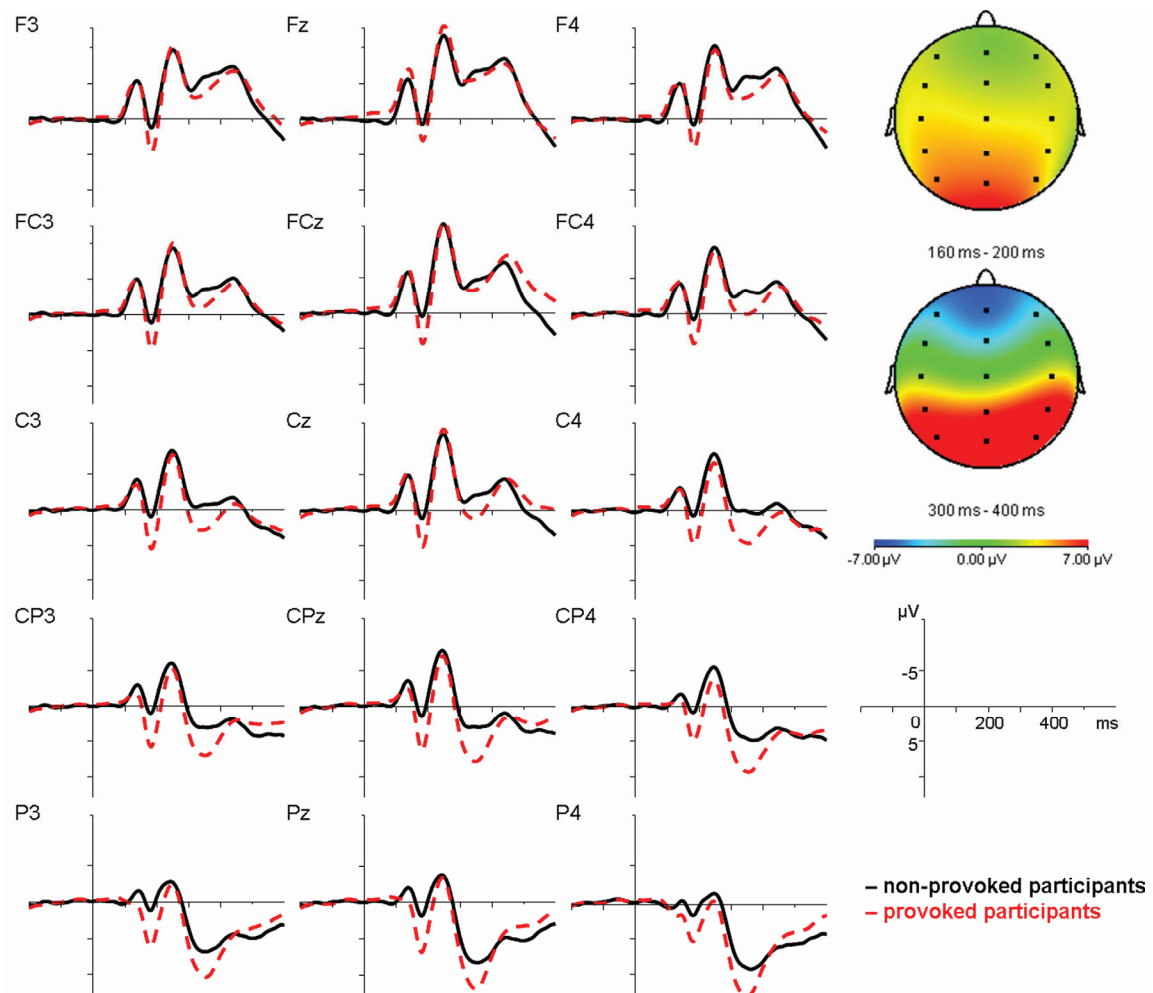 F3 Fz F4
160 ms - 200 ms
FC3 FCz FC4
C3 Cz C4
300 ms - 400 ms
-7.00 µV 0.00 µV 7.00 µV
CP3 CPz CP4
µV
-5
0 200 400 ms
5
P3 Pz P4
non-provoked participants
provoked participants